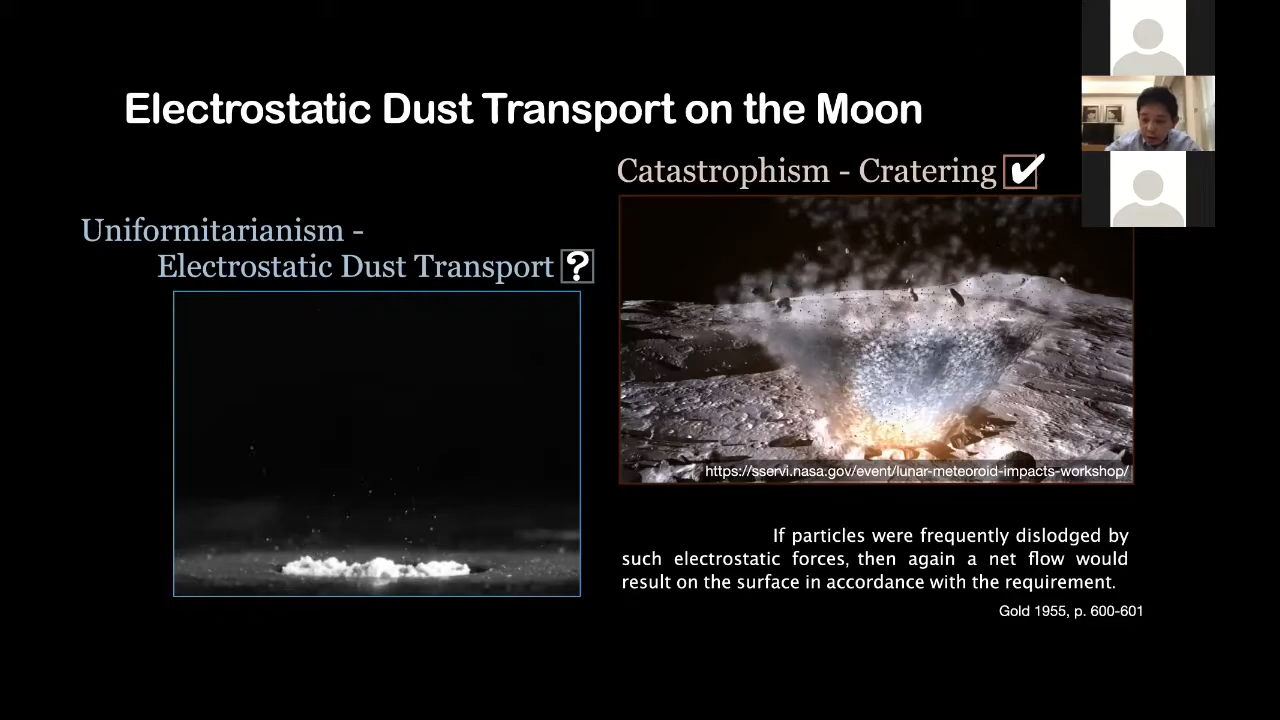 Electrostatic Dust Transport on the Moon
Catastrophism - Cratering
Uniformitarianism -
Electrostatic Dust Transport ?
https://sservi.nasa.gov/event/lunar-meteoroid-impacts-workshop/
If particles were frequently dislodged by
such electrostatic forces, then again a net flow would
result on the surface in accordance with the requirement.
Gold 1955, p. 600-601